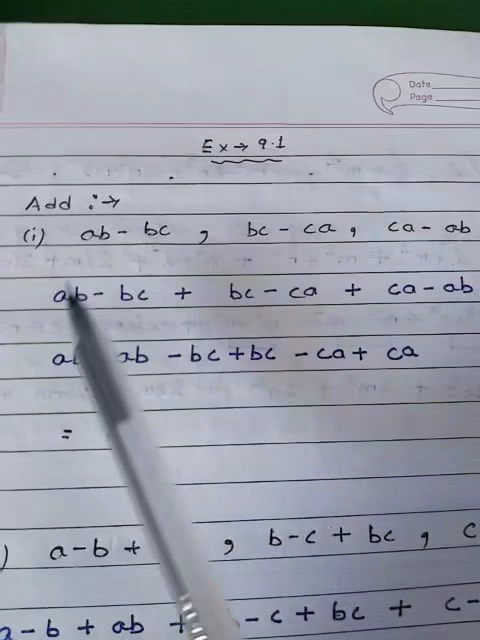 Date
Page
Ex → 9.1
Add :→
(i) ab - bc , bc - ca , ca - ab
ab - bc + bc - ca + ca - ab
ab - bc + bc - ca + ca
=
) a - b + , b - c + bc , c
a - b + ab + - c + bc + c -